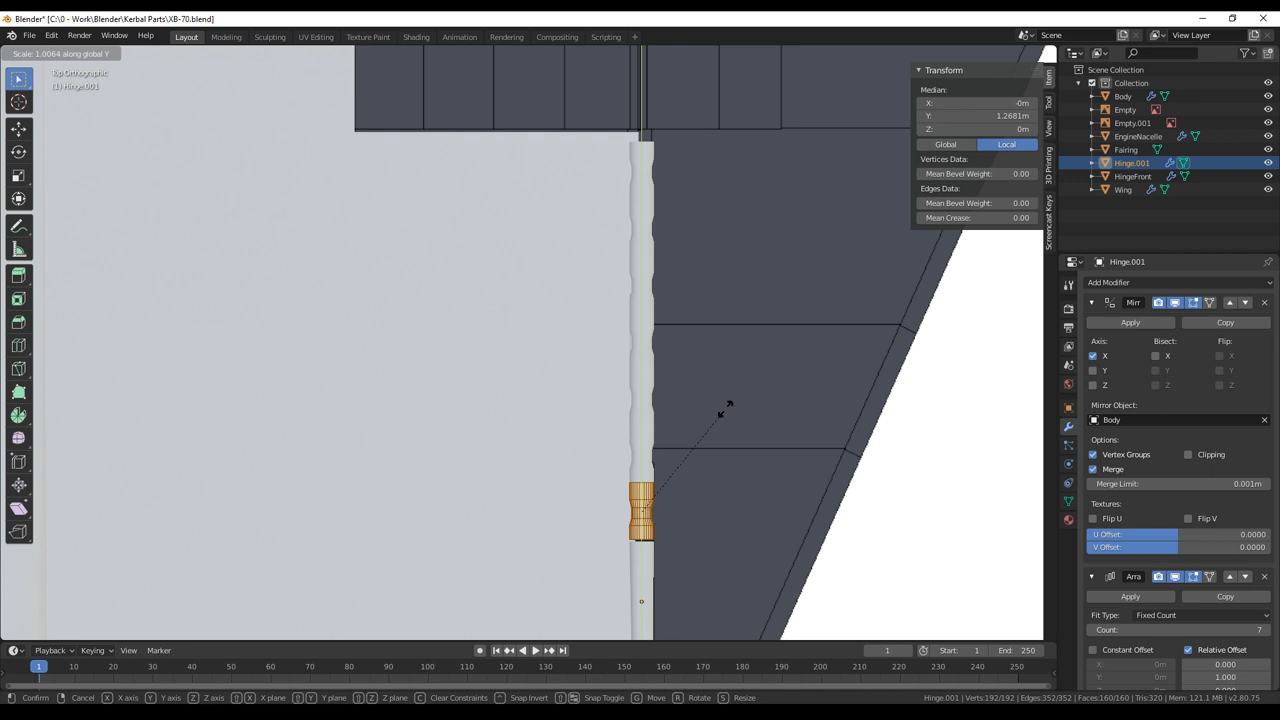 Blender* [C:\0 - Work\Blender\Kerbal Parts\XB-70.blend]
File Edit Render Window Help Layout Modeling Sculpting UV Editing Texture Paint Shading Animation Rendering Compositing Scripting + Scene View Layer
Scale: 1.0064 along global Y
Top Orthographic
(1) Hinge.001
Transform
Median:
X: -0m
Y: 1.2681m
Z: 0m
Global Local
Vertices Data:
Mean Bevel Weight: 0.00
Edges Data:
Mean Bevel Weight: 0.00
Mean Crease: 0.00
Item
Tool
View
3D Printing
Screencast Keys
Scene Collection
Collection
Body
Empty
Empty.001
EngineNacelle
Fairing
Hinge.001
HingeFront
Wing
Hinge.001
Add Modifier
Mirr
Apply Copy
Axis: Bisect: Flip:
X X X
Y Y Y
Z Z Z
Mirror Object:
Body
Options:
Vertex Groups Clipping
Merge
Merge Limit: 0.001m
Textures:
Flip U Flip V
U Offset: 0.0000
V Offset: 0.0000
Arra
Apply Copy
Fit Type: Fixed Count
Count: 7
Constant Offset Relative Offset
X: 0m 0.000
Y: 0m 1.000
Playback Keying View Marker 1 Start: 1 End: 250
1 10 20 30 40 50 60 70 80 90 100 110 120 130 140 150 160 170 180 190 200 210 220 230 240 250
Confirm Cancel X X axis Y Y axis Z Z axis X X plane Y Y plane Z Z plane C Clear Constraints Snap Invert Snap Toggle G Move R Rotate S Resize Hinge.001 | Verts:192/192 | Edges:352/352 | Faces:160/160 | Tris:320 | Mem: 121.1 MB | v2.80.75